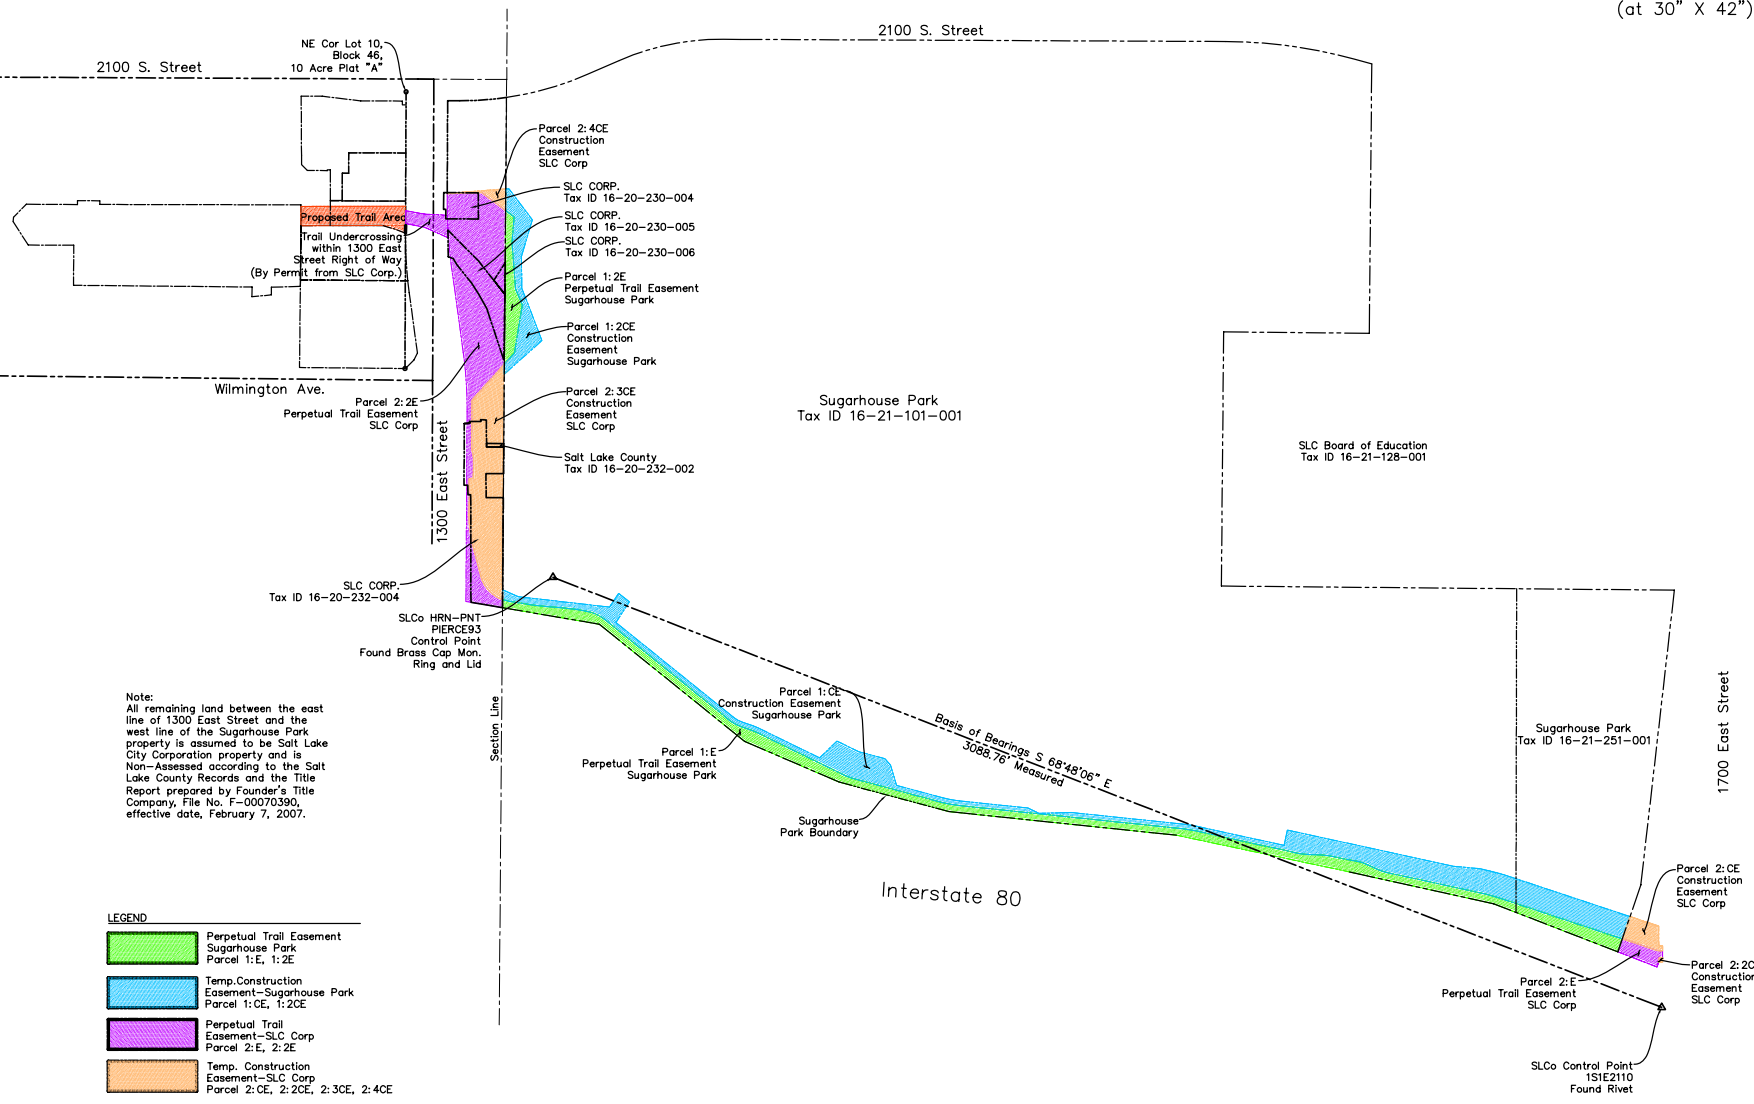 (at 30" X 42")
2100 S. Street
NE Cor Lot 10,
Block 46,
10 Acre Plat "A"
2100 S. Street
Parcel 2:4CE
Construction
Easement
SLC Corp
SLC CORP.
Tax ID 16-20-230-004
SLC CORP.
Tax ID 16-20-230-005
SLC CORP.
Tax ID 16-20-230-006
Proposed Trail Area
Trail Undercrossing
within 1300 East
Street Right of Way
(By Permit from SLC Corp.)
Parcel 1:2E
Perpetual Trail Easement
Sugarhouse Park
Parcel 1:2CE
Construction
Easement
Sugarhouse Park
Wilmington Ave.
Parcel 2:2E
Perpetual Trail Easement
SLC Corp
Parcel 2:3CE
Construction
Easement
SLC Corp
Sugarhouse Park
Tax ID 16-21-101-001
1300 East Street
Salt Lake County
Tax ID 16-20-232-002
SLC Board of Education
Tax ID 16-21-128-001
SLC CORP.
Tax ID 16-20-232-004
SLCo HRN-PNT
PIERCE93
Control Point
Found Brass Cap Mon.
Ring and Lid
Section Line
Note:
All remaining land between the east
line of 1300 East Street and the
west line of the Sugarhouse Park
property is assumed to be Salt Lake
City Corporation property and is
Non-Assessed according to the Salt
Lake County Records and the Title
Report prepared by Founder's Title
Company, File No. F-00070390,
effective date, February 7, 2007.
Parcel 1:CE
Construction Easement
Sugarhouse Park
Parcel 1:E
Perpetual Trail Easement
Sugarhouse Park
Basis of Bearings S 68°48'06" E
3088.76' Measured
Sugarhouse
Park Boundary
Sugarhouse Park
Tax ID 16-21-251-001
1700 East Street
Interstate 80
Parcel 2:CE
Construction
Easement
SLC Corp
Parcel 2:2C
Construction
Easement
SLC Corp
Parcel 2:E
Perpetual Trail Easement
SLC Corp
SLCo Control Point
1S1E2110
Found Rivet
LEGEND
Perpetual Trail Easement
Sugarhouse Park
Parcel 1:E, 1:2E
Temp.Construction
Easement-Sugarhouse Park
Parcel 1:CE, 1:2CE
Perpetual Trail
Easement-SLC Corp
Parcel 2:E, 2:2E
Temp. Construction
Easement-SLC Corp
Parcel 2:CE, 2:2CE, 2:3CE, 2:4CE